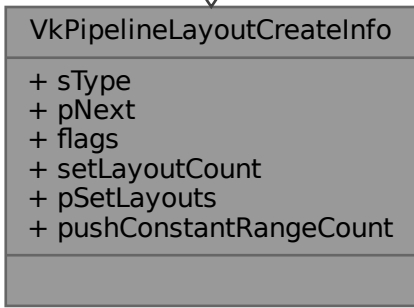 VkPipelineLayoutCreateInfo
+ sType
+ pNext
+ flags
+ setLayoutCount
+ pSetLayouts
+ pushConstantRangeCount